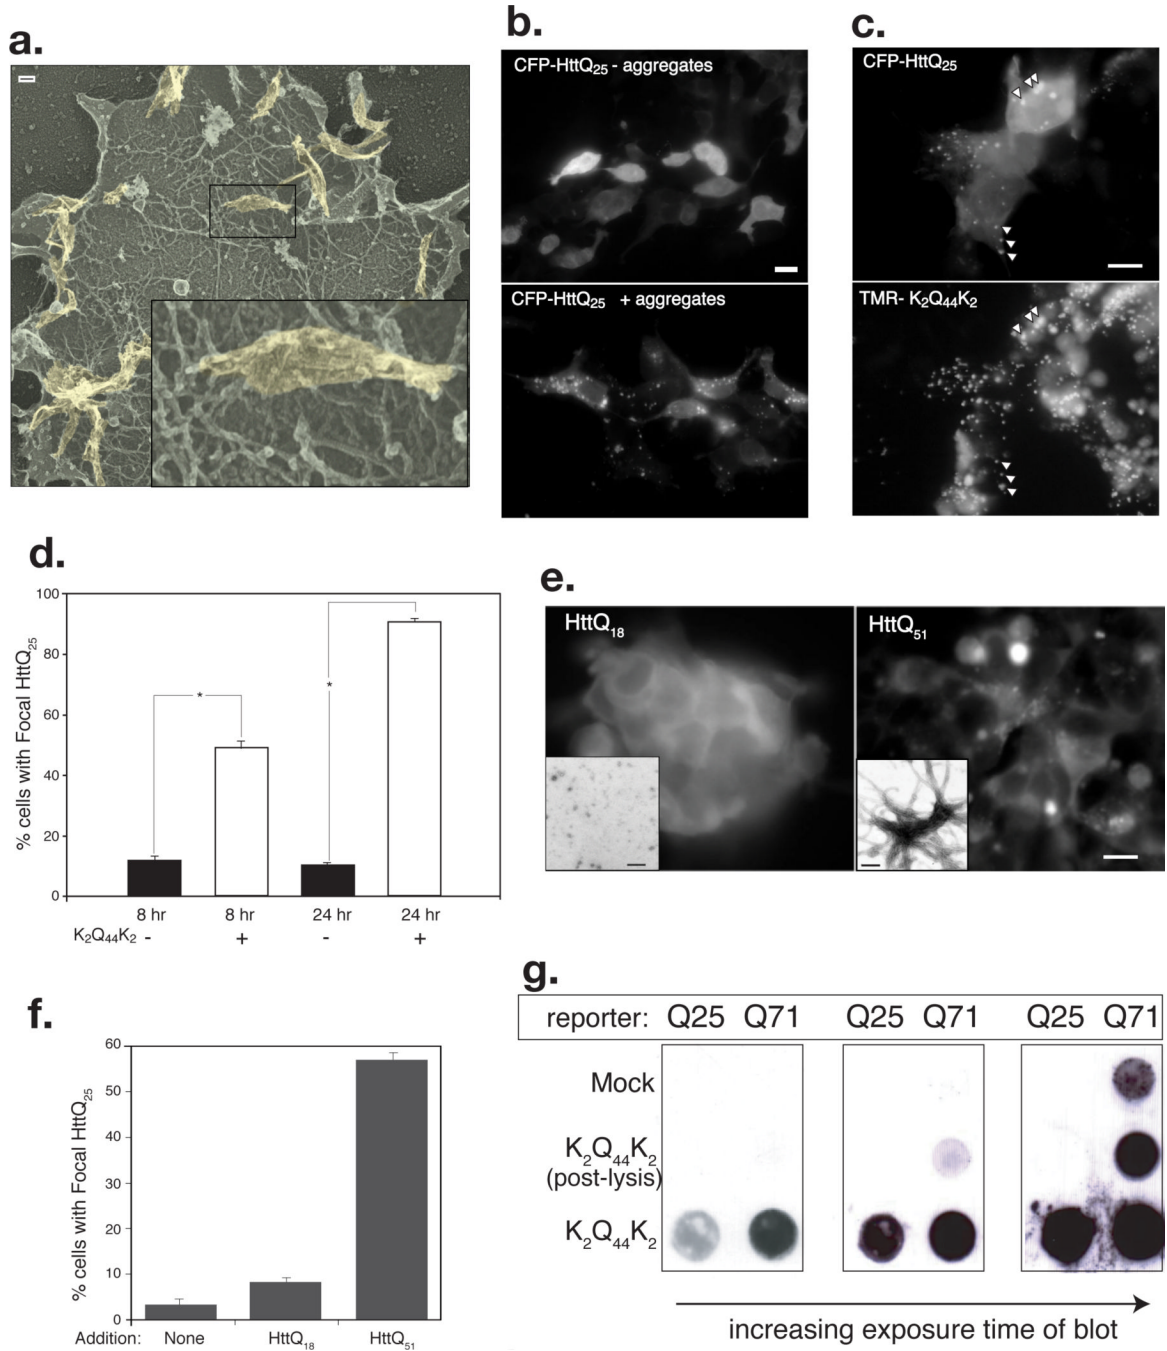 a.
b.
c.
CFP-HttQ₂₅ - aggregates
CFP-HttQ₂₅ + aggregates
CFP-HttQ₂₅
TMR- K₂Q₄₄K₂
d.
% cells with Focal HttQ₂₅
100
80
60
40
20
0
*
*
8 hr 8 hr 24 hr 24 hr
K₂Q₄₄K₂ - + - +
e.
HttQ₁₈
HttQ₅₁
f.
% cells with Focal HttQ₂₅
60
50
40
30
20
10
0
Addition: None HttQ₁₈ HttQ₅₁
g.
reporter: Q25 Q71 Q25 Q71 Q25 Q71
Mock
K₂Q₄₄K₂
(post-lysis)
K₂Q₄₄K₂
increasing exposure time of blot